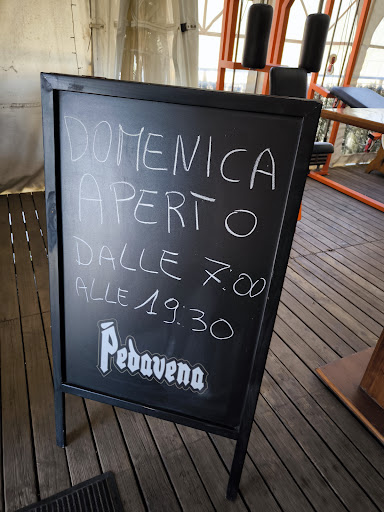 DOMENICA
APERTO
DALLE 7:00
ALLE 19:30
Pedavena